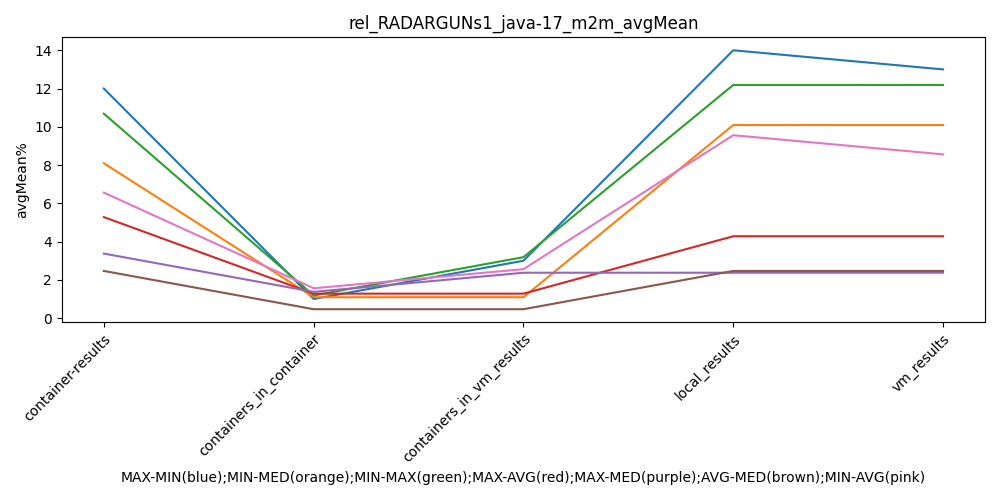 rel_RADARGUNs1_java-17_m2m_avgMean
avgMean%
14
12
10
8
6
4
2
0
container-results
containers_in_container
containers_in_vm_results
local_results
vm_results
MAX-MIN(blue);MIN-MED(orange);MIN-MAX(green);MAX-AVG(red);MAX-MED(purple);AVG-MED(brown);MIN-AVG(pink)